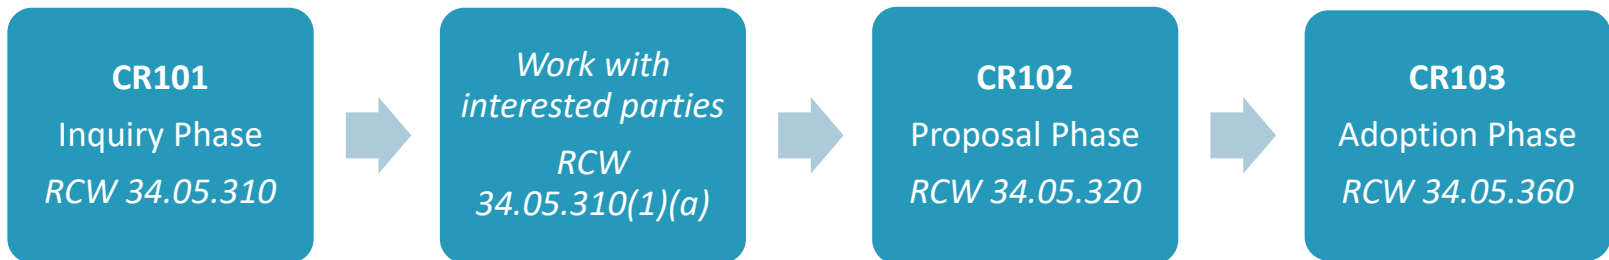 CR101
Inquiry Phase
RCW 34.05.310
Work with
interested parties
RCW
34.05.310(1)(a)
CR102
Proposal Phase
RCW 34.05.320
CR103
Adoption Phase
RCW 34.05.360